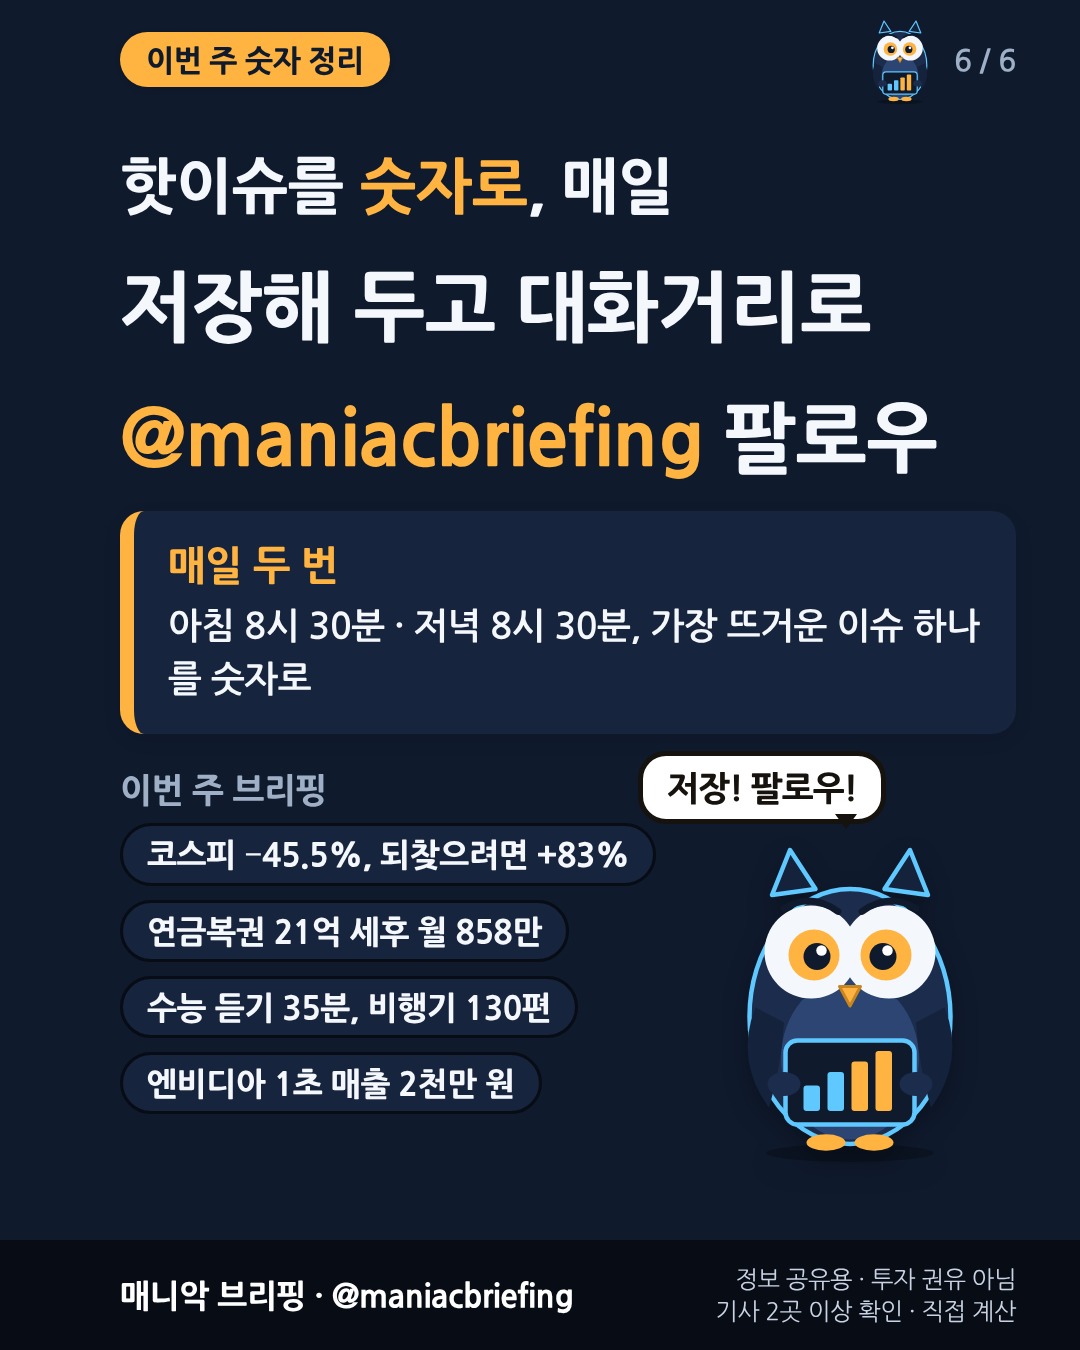 이번 주 숫자 정리
6 / 6
핫이슈를 숫자로, 매일
저장해 두고 대화거리로
@maniacbriefing 팔로우
매일 두 번
아침 8시 30분 · 저녁 8시 30분, 가장 뜨거운 이슈 하나
를 숫자로
이번 주 브리핑
저장! 팔로우!
코스피 −45.5%, 되찾으려면 +83%
연금복권 21억 세후 월 858만
수능 듣기 35분, 비행기 130편
엔비디아 1초 매출 2천만 원
매니악 브리핑 · @maniacbriefing
정보 공유용 · 투자 권유 아님
기사 2곳 이상 확인 · 직접 계산